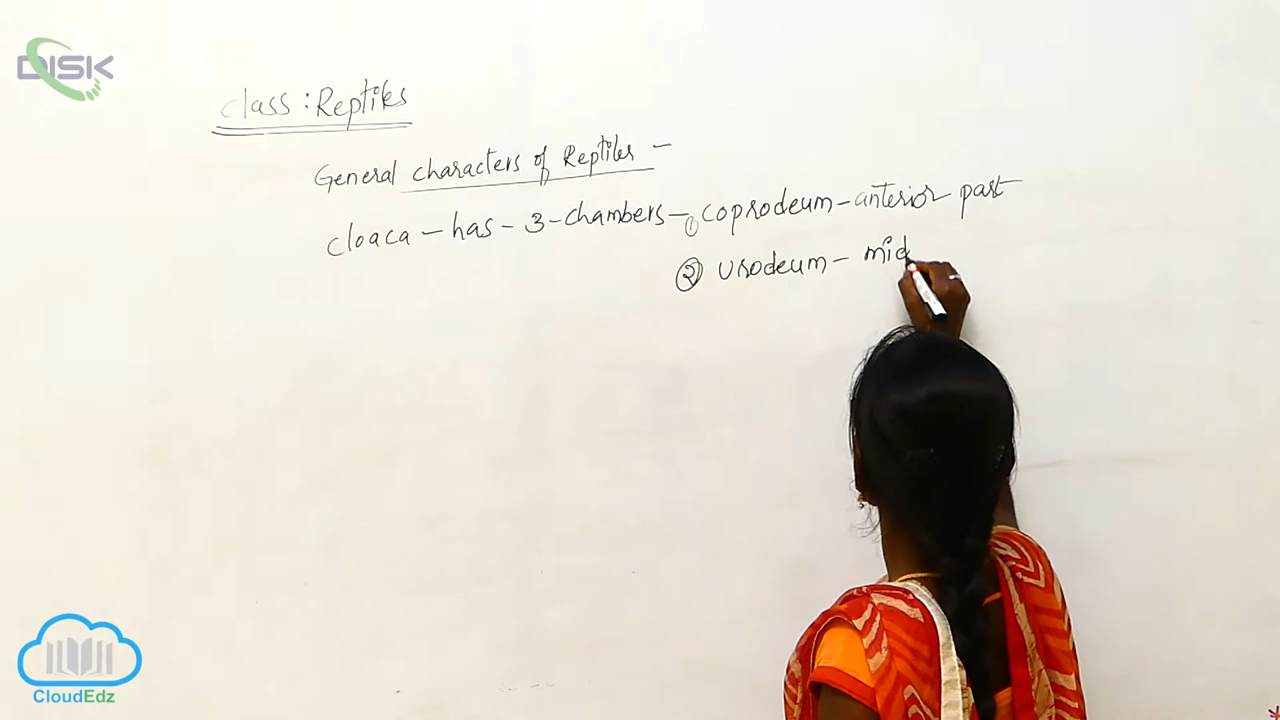 DISK
class : Reptiles
General characters of Reptiles –
cloaca – has – 3 – chambers – ① coprodeum – anterior part
② urodeum – mid
CloudEdz